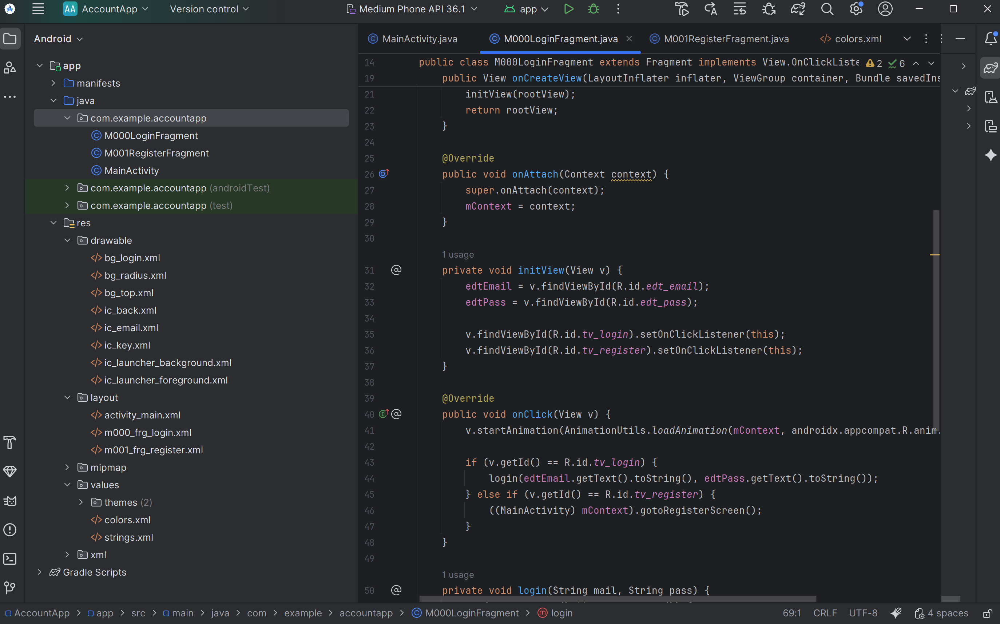 AA AccountApp Version control Medium Phone API 36.1 app
Android
app
manifests
java
com.example.accountapp
M000LoginFragment
M001RegisterFragment
MainActivity
com.example.accountapp (androidTest)
com.example.accountapp (test)
res
drawable
bg_login.xml
bg_radius.xml
bg_top.xml
ic_back.xml
ic_email.xml
ic_key.xml
ic_launcher_background.xml
ic_launcher_foreground.xml
layout
activity_main.xml
m000_frg_login.xml
m001_frg_register.xml
mipmap
values
themes (2)
colors.xml
strings.xml
xml
Gradle Scripts
MainActivity.java M000LoginFragment.java M001RegisterFragment.java colors.xml
14 public class M000LoginFragment extends Fragment implements View.OnClickListe 2 6
19 public View onCreateView(LayoutInflater inflater, ViewGroup container, Bundle savedIns
21 initView(rootView);
22 return rootView;
23 }
24
25 @Override
26 public void onAttach(Context context) {
27 super.onAttach(context);
28 mContext = context;
29 }
30
1 usage
31 private void initView(View v) {
32 edtEmail = v.findViewById(R.id.edt_email);
33 edtPass = v.findViewById(R.id.edt_pass);
34
35 v.findViewById(R.id.tv_login).setOnClickListener(this);
36 v.findViewById(R.id.tv_register).setOnClickListener(this);
37 }
38
39 @Override
40 public void onClick(View v) {
41 v.startAnimation(AnimationUtils.loadAnimation(mContext, androidx.appcompat.R.anim.
42
43 if (v.getId() == R.id.tv_login) {
44 login(edtEmail.getText().toString(), edtPass.getText().toString());
45 } else if (v.getId() == R.id.tv_register) {
46 ((MainActivity) mContext).gotoRegisterScreen();
47 }
48 }
49
1 usage
50 private void login(String mail, String pass) {
AccountApp > app > src > main > java > com > example > accountapp > M000LoginFragment > login 69:1 CRLF UTF-8 4 spaces